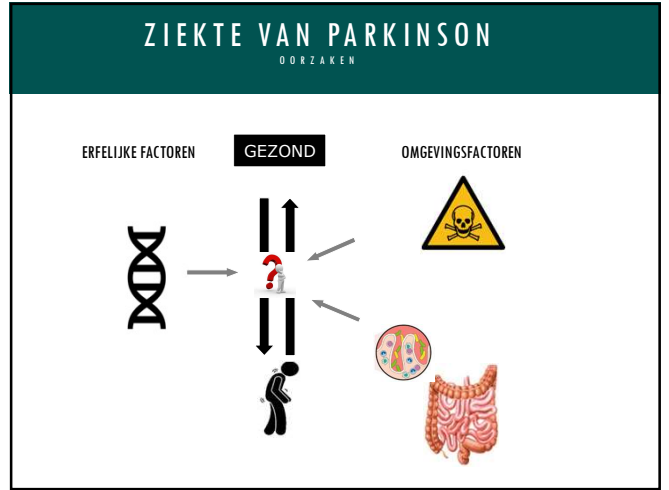 ZIEKTE VAN PARKINSON
OORZAKEN
ERFELIJKE FACTOREN
GEZOND
OMGEVINGSFACTOREN
?